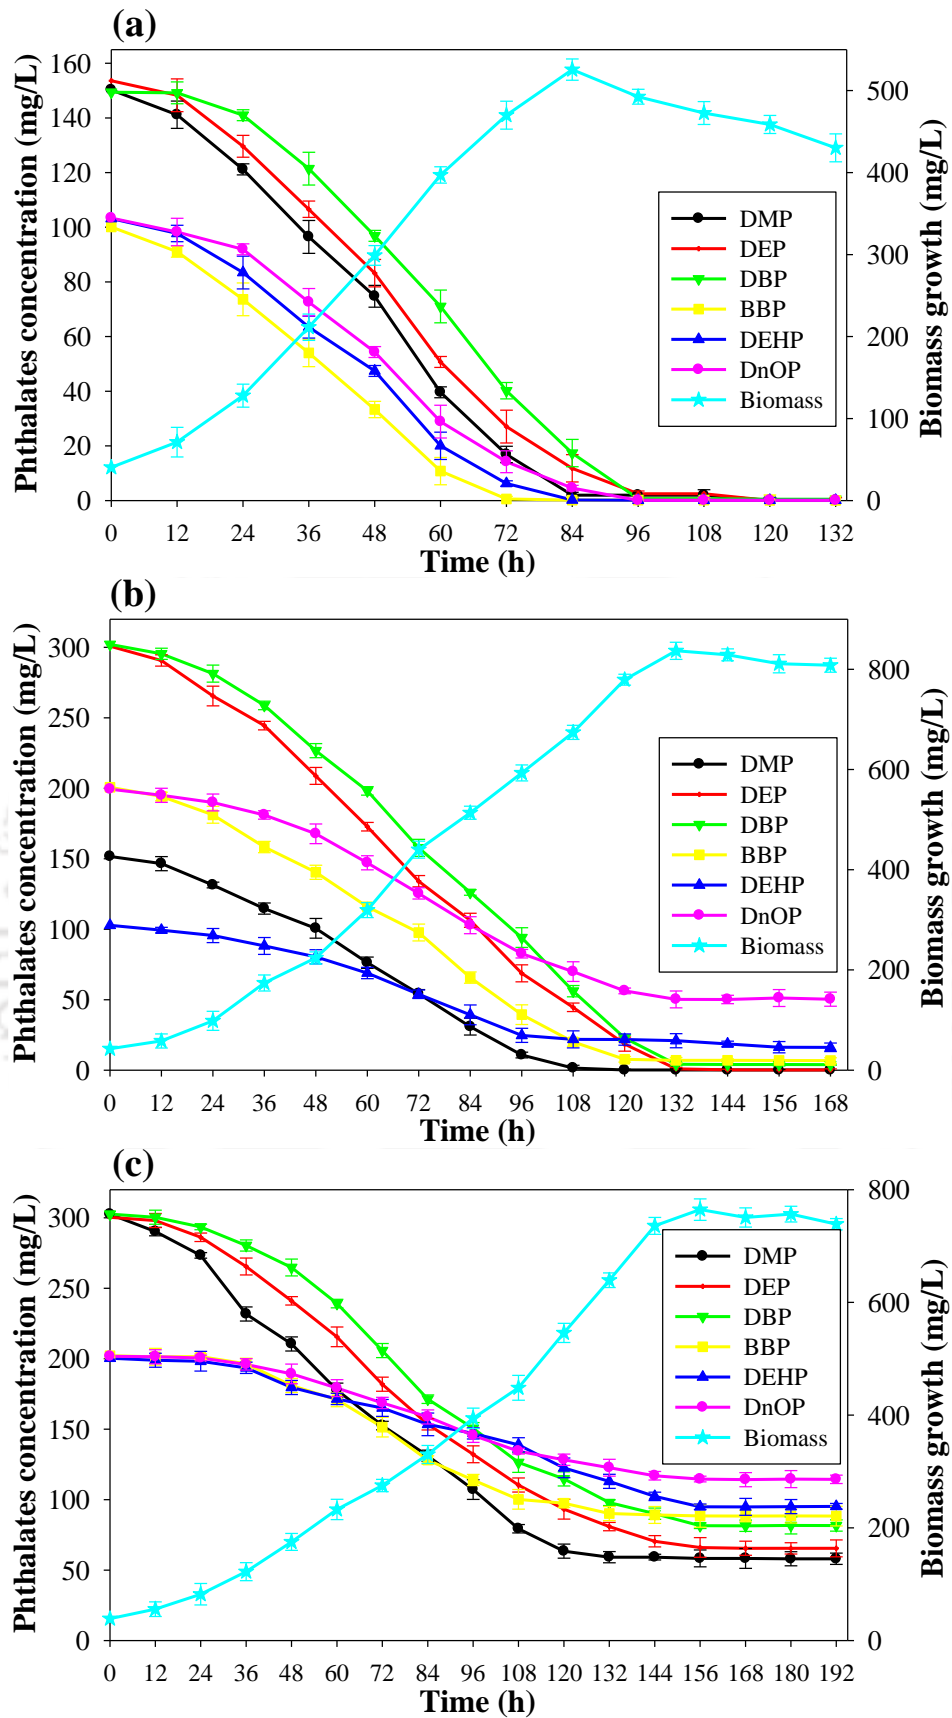 (a)
Phthalates concentration (mg/L)
160
140
120
100
80
60
40
20
0
500
400
300
200
100
0
Biomass growth (mg/L)
DMP
DEP
DBP
BBP
DEHP
DnOP
Biomass
0 12 24 36 48 60 72 84 96 108 120 132
Time (h)
(b)
Phthalates concentration (mg/L)
300
250
200
150
100
50
0
800
600
400
200
0
Biomass growth (mg/L)
DMP
DEP
DBP
BBP
DEHP
DnOP
Biomass
0 12 24 36 48 60 72 84 96 108 120 132 144 156 168
Time (h)
(c)
Phthalates concentration (mg/L)
300
250
200
150
100
50
0
800
600
400
200
0
Biomass growth (mg/L)
DMP
DEP
DBP
BBP
DEHP
DnOP
Biomass
0 12 24 36 48 60 72 84 96 108 120 132 144 156 168 180 192
Time (h)